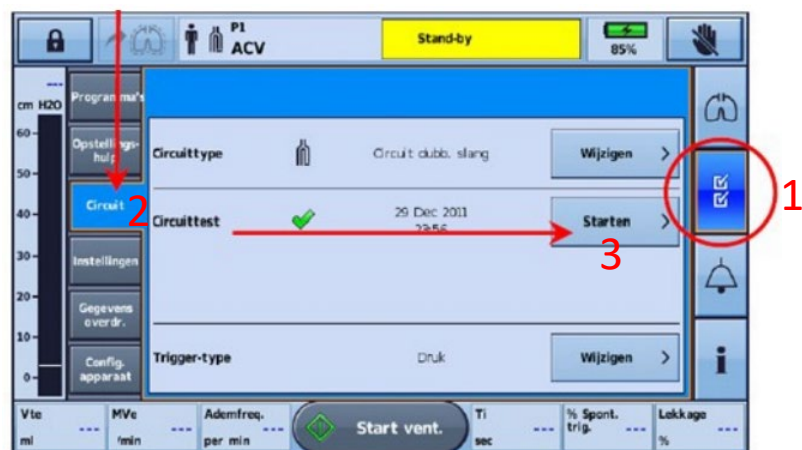 P1
ACV
Stand-by
85%
---
cm H2O
60
50
40
30
20
10
0
Programma's
Opstellings-
hulp
Circuit
Instellingen
Gegevens
overdr.
Config.
apparaat
Circuittype
Circuit dubb. slang
Wijzigen >
Circuittest
29 Dec 2011
23:56
Starten >
Trigger-type
Druk
Wijzigen >
1
2
3
i
Vte --- ml
MVe --- /min
Ademfreq. --- per min
Start vent.
Ti --- sec
% Spont. trig. ---
Lekkage --- %